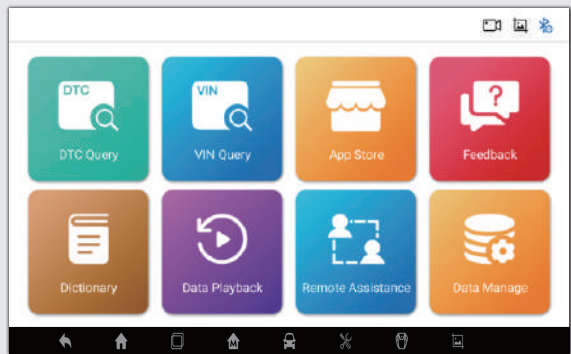 DTC
VIN
?
DTC Query
VIN Query
App Store
Feedback
Dictionary
Data Playback
Remote Assistance
Data Manage
M